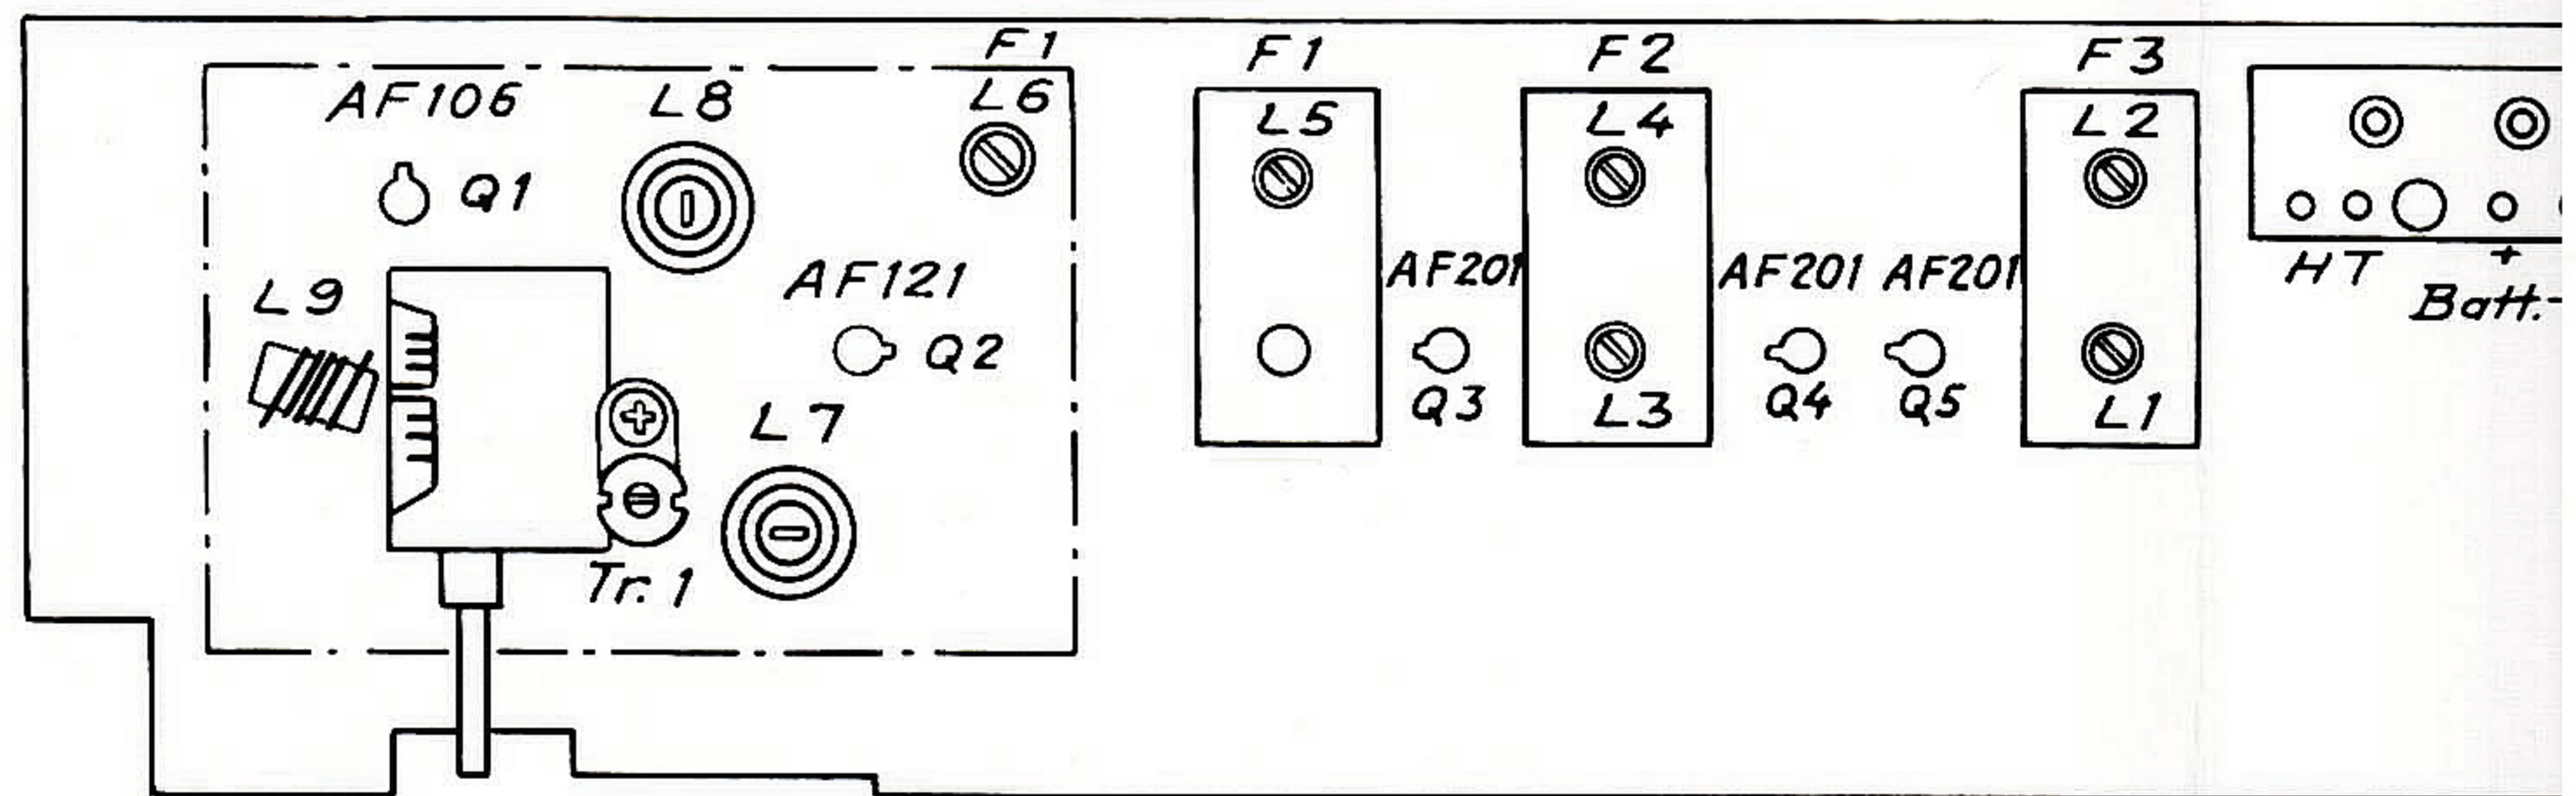 F1
F1
F2
F3
AF106
L8
L6
L5
L4
L2
Q1
L9
AF121
AF201
AF201
AF201
HT
+
Batt.-
Q2
L7
Q3
L3
Q4
Q5
L1
Tr. 1